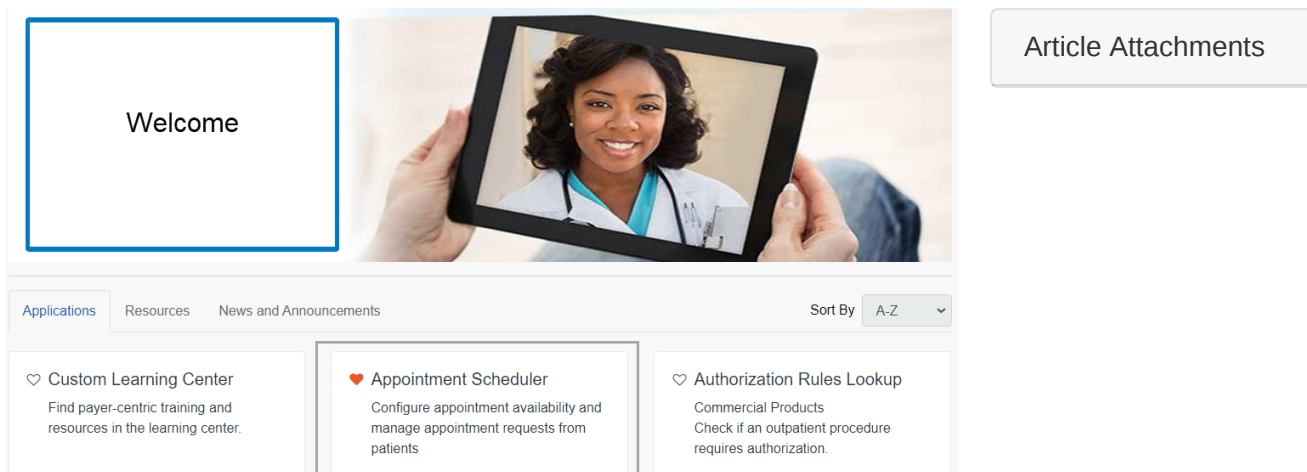 Welcome
Article Attachments
Applications Resources News and Announcements Sort By A-Z
Custom Learning Center
Find payer-centric training and
resources in the learning center.
Appointment Scheduler
Configure appointment availability and
manage appointment requests from
patients
Authorization Rules Lookup
Commercial Products
Check if an outpatient procedure
requires authorization.